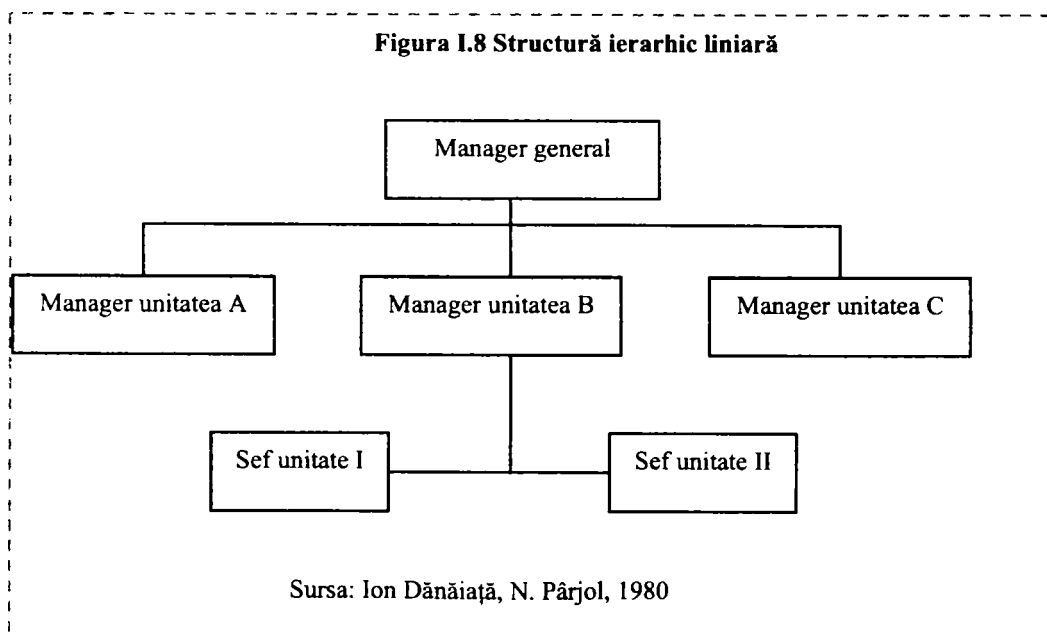 Figura I.8 Structură ierarhic liniară
Manager general
Manager unitatea A
Manager unitatea B
Manager unitatea C
Sef unitate I
Sef unitate II
Sursa: Ion Dănăiață, N. Pârjol, 1980